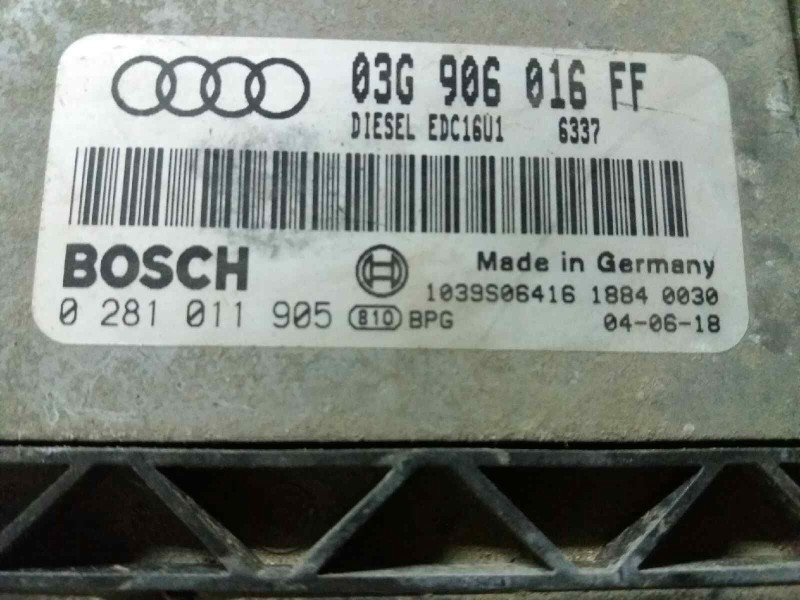 03G 906 016 FF
DIESEL EDC16U1 6337
BOSCH
Made in Germany
0 281 011 905
810 BPG
1039S06416 1884 0030
04-06-18